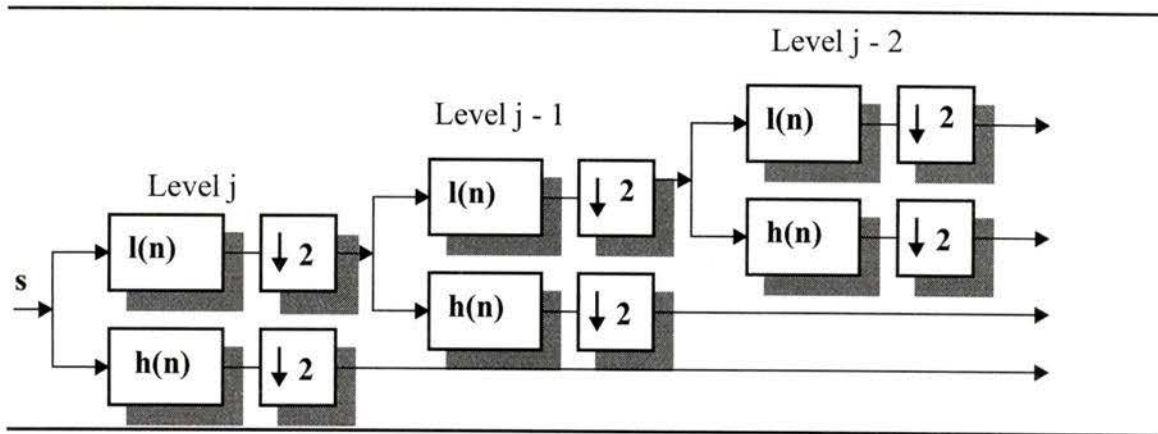 Level j - 2
l(n) ↓ 2
Level j - 1
l(n) ↓ 2
h(n) ↓ 2
Level j
l(n) ↓ 2
s
h(n) ↓ 2
h(n) ↓ 2